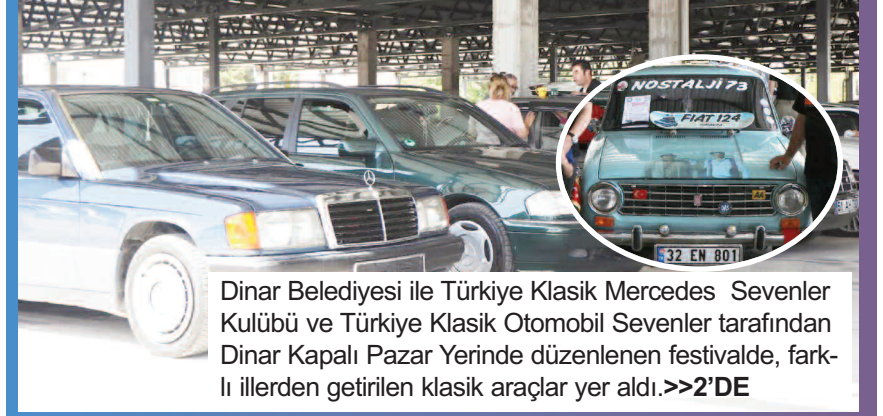 NOSTALJİ 73
FIAT 124
32 EN 801
Dinar Belediyesi ile Türkiye Klasik Mercedes Sevenler
Kulübü ve Türkiye Klasik Otomobil Sevenler tarafından
Dinar Kapalı Pazar Yerinde düzenlenen festivalde, fark-
lı illerden getirilen klasik araçlar yer aldı.>>2’DE